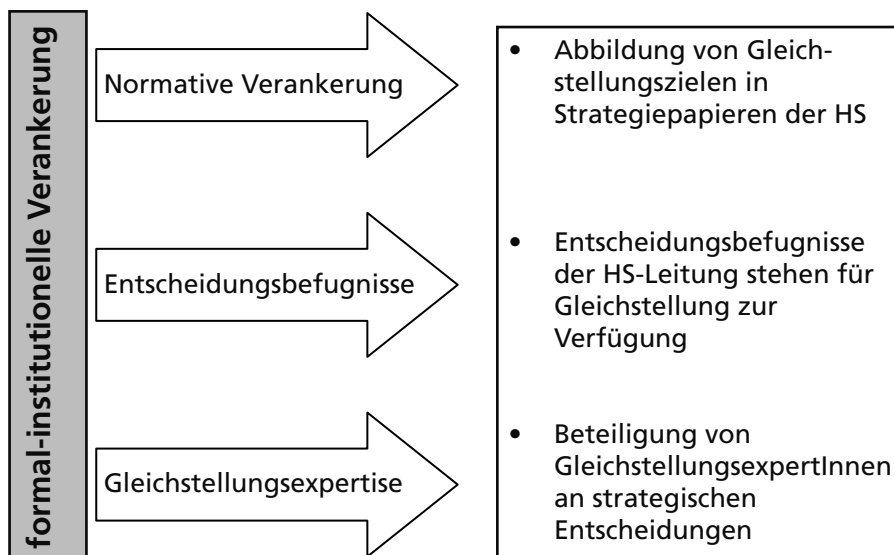 formal-institutionelle Verankerung
Normative Verankerung
• Abbildung von Gleich-
stellungszielen in
Strategiepapieren der HS
Entscheidungsbefugnisse
• Entscheidungsbefugnisse
der HS-Leitung stehen für
Gleichstellung zur
Verfügung
Gleichstellungsexpertise
• Beteiligung von
GleichstellungsexpertInnen
an strategischen
Entscheidungen